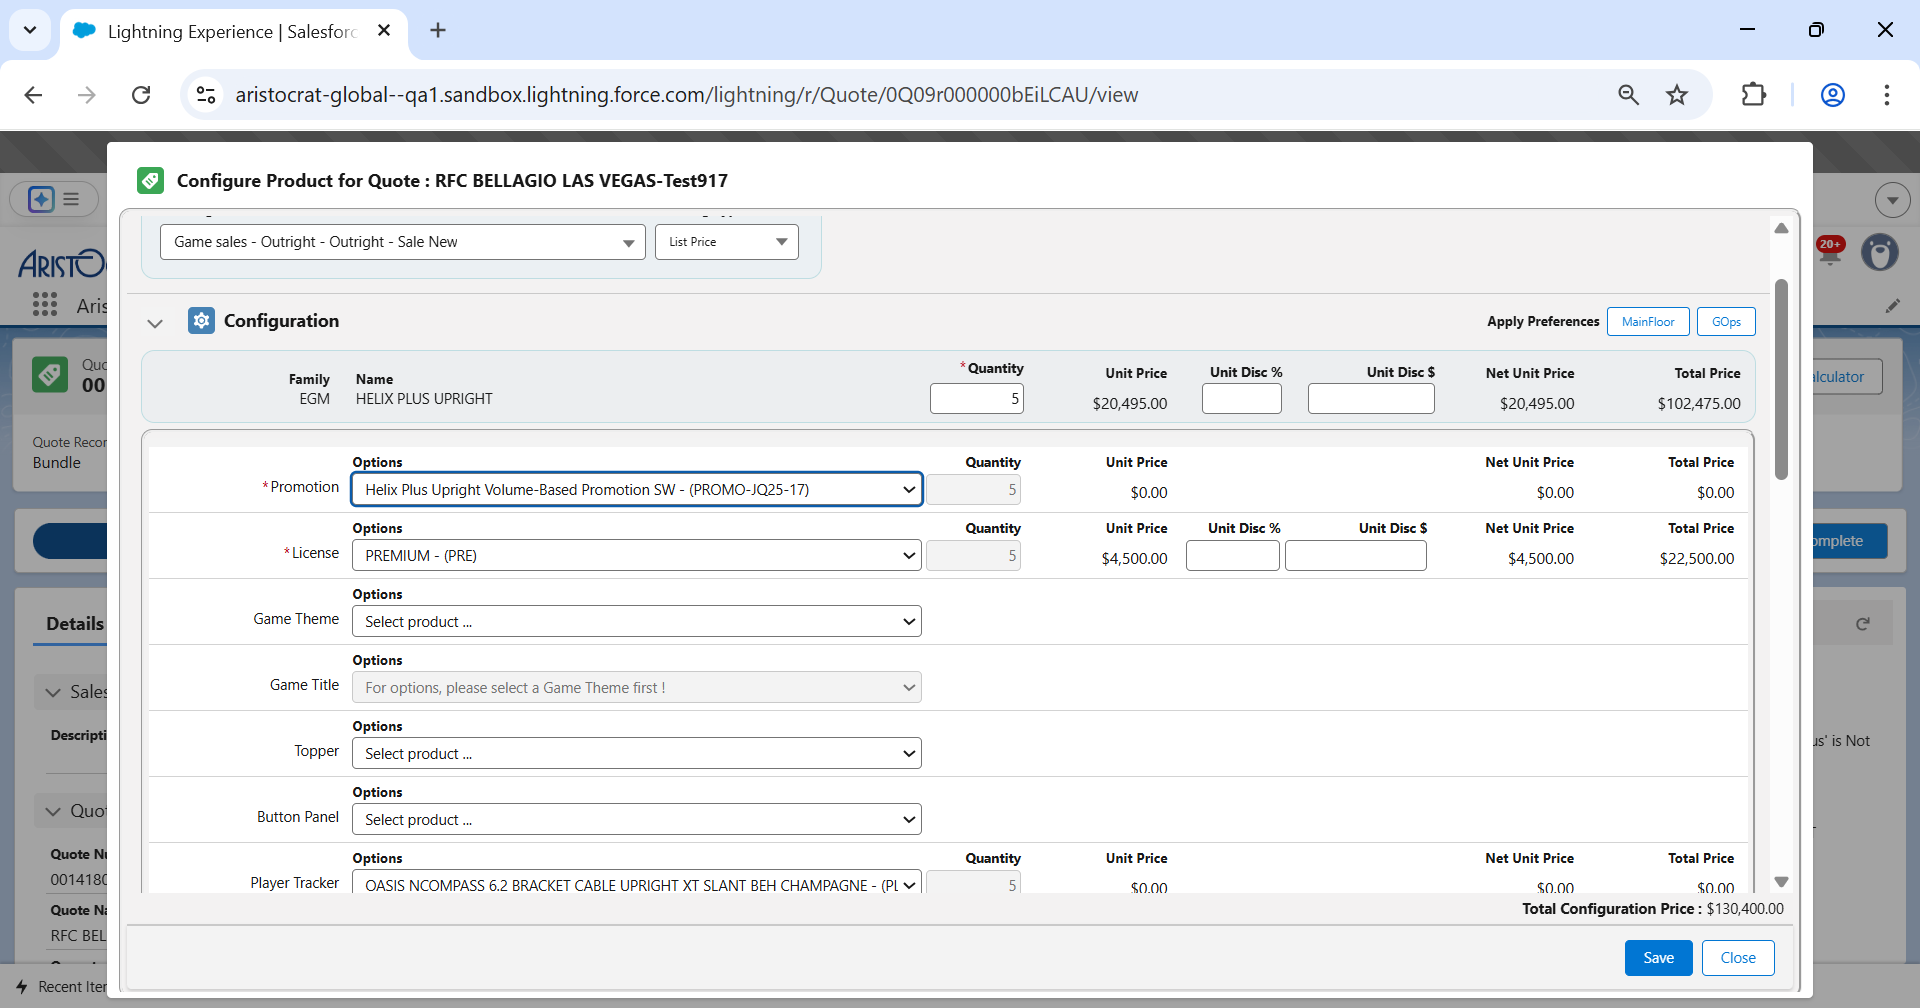 Lightning Experience | Salesforc
aristocrat-global--qa1.sandbox.lightning.force.com/lightning/r/Quote/0Q09r000000bEiLCAU/view
Configure Product for Quote : RFC BELLAGIO LAS VEGAS-Test917
Game sales - Outright - Outright - Sale New
List Price
Configuration
Apply Preferences
MainFloor
GOps
Family
EGM
Name
HELIX PLUS UPRIGHT
*Quantity
5
Unit Price
$20,495.00
Unit Disc %
Unit Disc $
Net Unit Price
$20,495.00
Total Price
$102,475.00
Options Quantity Unit Price Net Unit Price Total Price
*Promotion Helix Plus Upright Volume-Based Promotion SW - (PROMO-JQ25-17) 5 $0.00 $0.00 $0.00
Options Quantity Unit Price Unit Disc % Unit Disc $ Net Unit Price Total Price
*License PREMIUM - (PRE) 5 $4,500.00 $4,500.00 $22,500.00
Options
Game Theme Select product ...
Options
Game Title For options, please select a Game Theme first !
Options
Topper Select product ...
Options
Button Panel Select product ...
Options Quantity Unit Price Net Unit Price Total Price
Player Tracker OASIS NCOMPASS 6.2 BRACKET CABLE UPRIGHT XT SLANT BEH CHAMPAGNE - (PL 5 $0.00 $0.00 $0.00
Total Configuration Price : $130,400.00
Save
Close
ARISTO
Aris
Quo
00
Quote Recor
Bundle
Details
Sales
Descripti
Quot
Quote Nu
0014180
Quote Na
RFC BEL
Recent Iter
20+
alculator
omplete
us' is Not